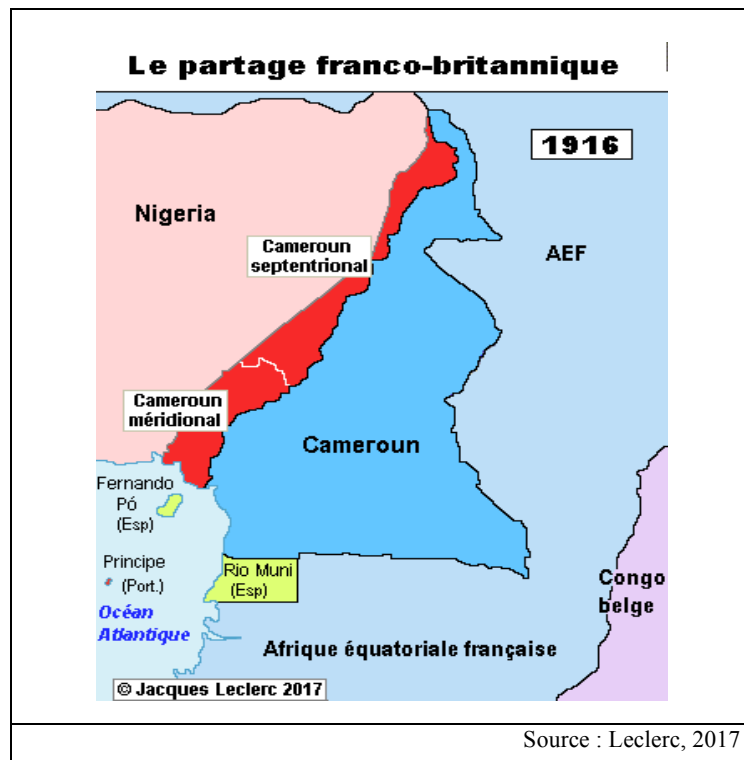 Le partage franco-britannique
1916
Nigeria
Cameroun
septentrional
AEF
Cameroun
méridional
Cameroun
Fernando
Pó
(Esp)
Principe
(Port.)
Rio Muni
(Esp)
Congo
belge
Océan
Atlantique
Afrique équatoriale française
© Jacques Leclerc 2017
Source : Leclerc, 2017